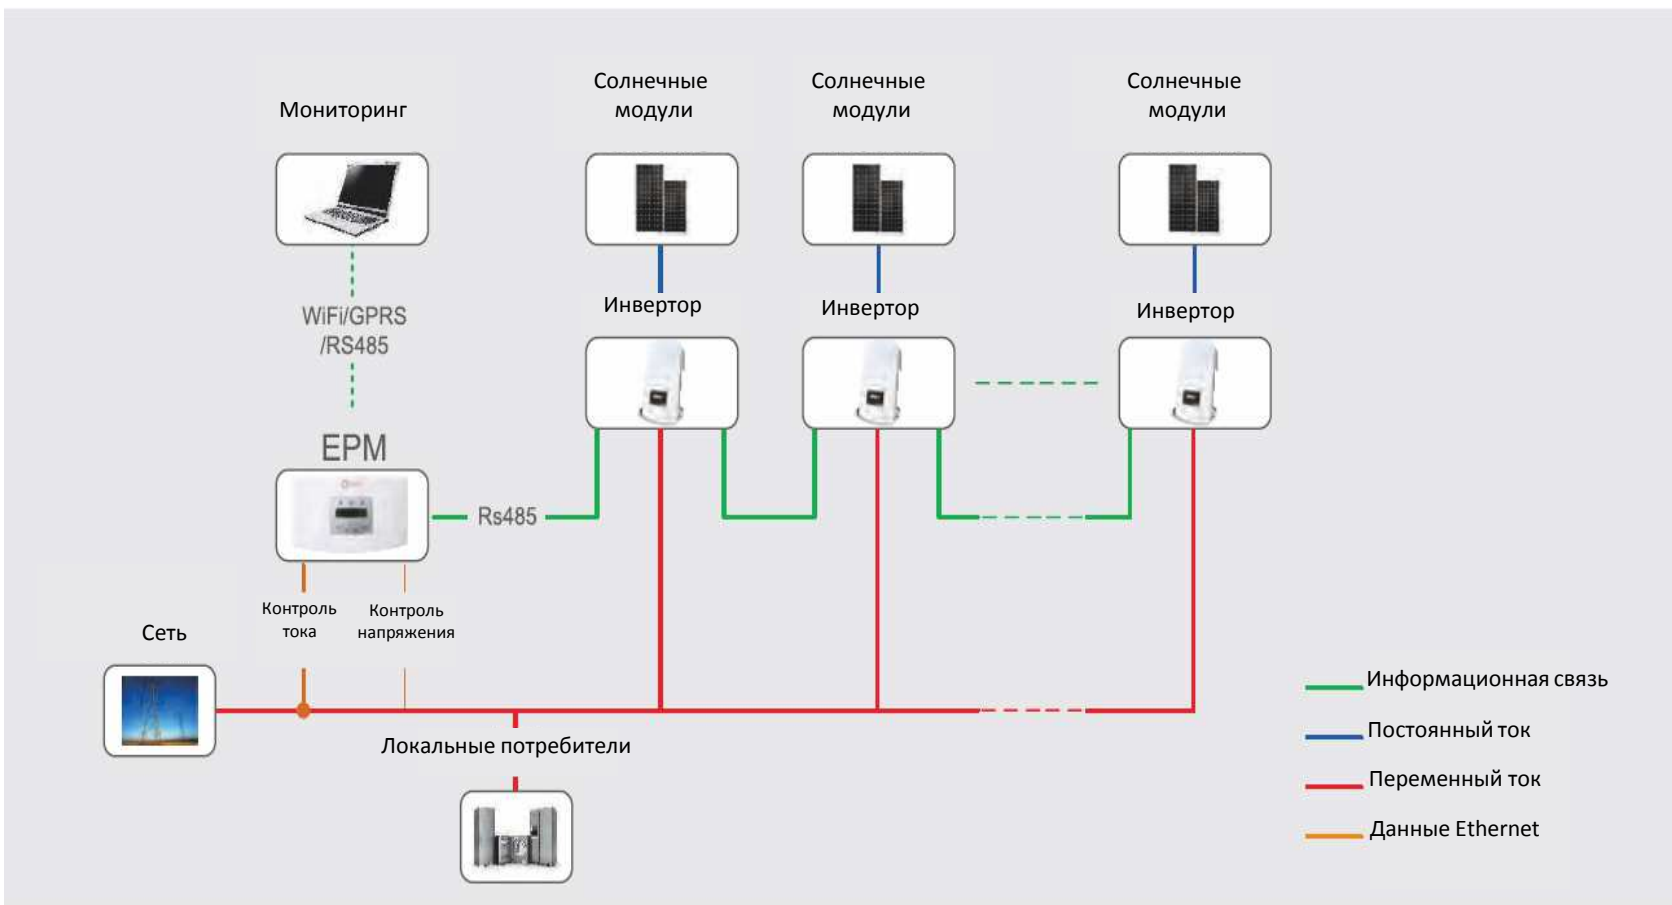 Мониторинг
Солнечные
модули
Солнечные
модули
Солнечные
модули
WiFi/GPRS
/RS485
Инвертор
Инвертор
Инвертор
EPM
Rs485
Контроль
тока
Контроль
напряжения
Сеть
Локальные потребители
Информационная связь
Постоянный ток
Переменный ток
Данные Ethernet